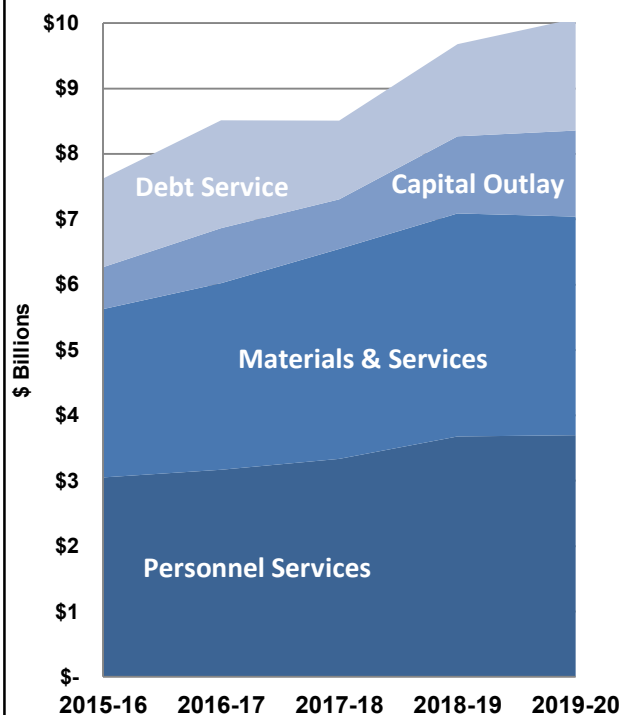 $10
$9
$8
$7
$6
$5
$4
$3
$2
$1
$-
$ Billions
Debt Service
Capital Outlay
Materials & Services
Personnel Services
2015-16 2016-17 2017-18 2018-19 2019-20